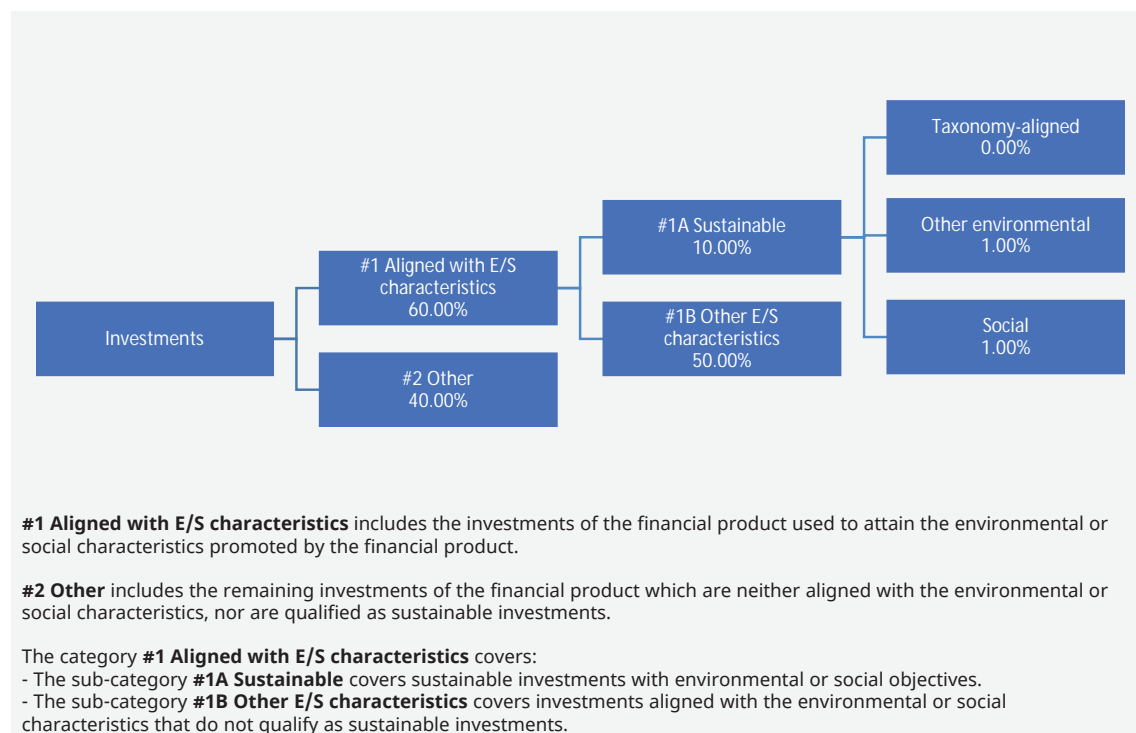 Investments
#1 Aligned with E/S
characteristics
60.00%
#2 Other
40.00%
#1A Sustainable
10.00%
#1B Other E/S
characteristics
50.00%
Taxonomy-aligned
0.00%
Other environmental
1.00%
Social
1.00%
#1 Aligned with E/S characteristics includes the investments of the financial product used to attain the environmental or
social characteristics promoted by the financial product.
#2 Other includes the remaining investments of the financial product which are neither aligned with the environmental or
social characteristics, nor are qualified as sustainable investments.
The category #1 Aligned with E/S characteristics covers:
- The sub-category #1A Sustainable covers sustainable investments with environmental or social objectives.
- The sub-category #1B Other E/S characteristics covers investments aligned with the environmental or social
characteristics that do not qualify as sustainable investments.